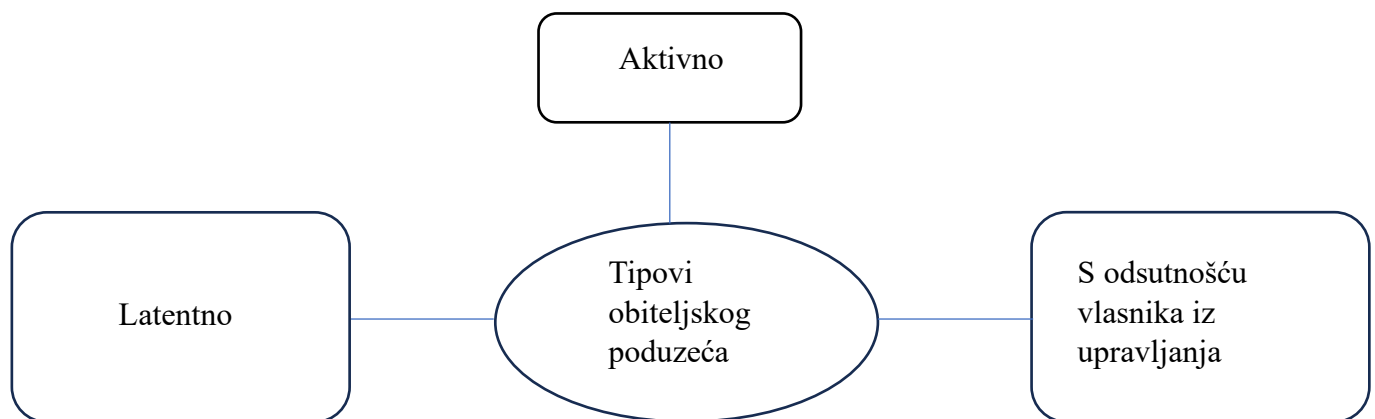 Aktivno
Latentno
Tipovi
obiteljskog
poduzeća
S odsutnošću
vlasnika iz
upravljanja